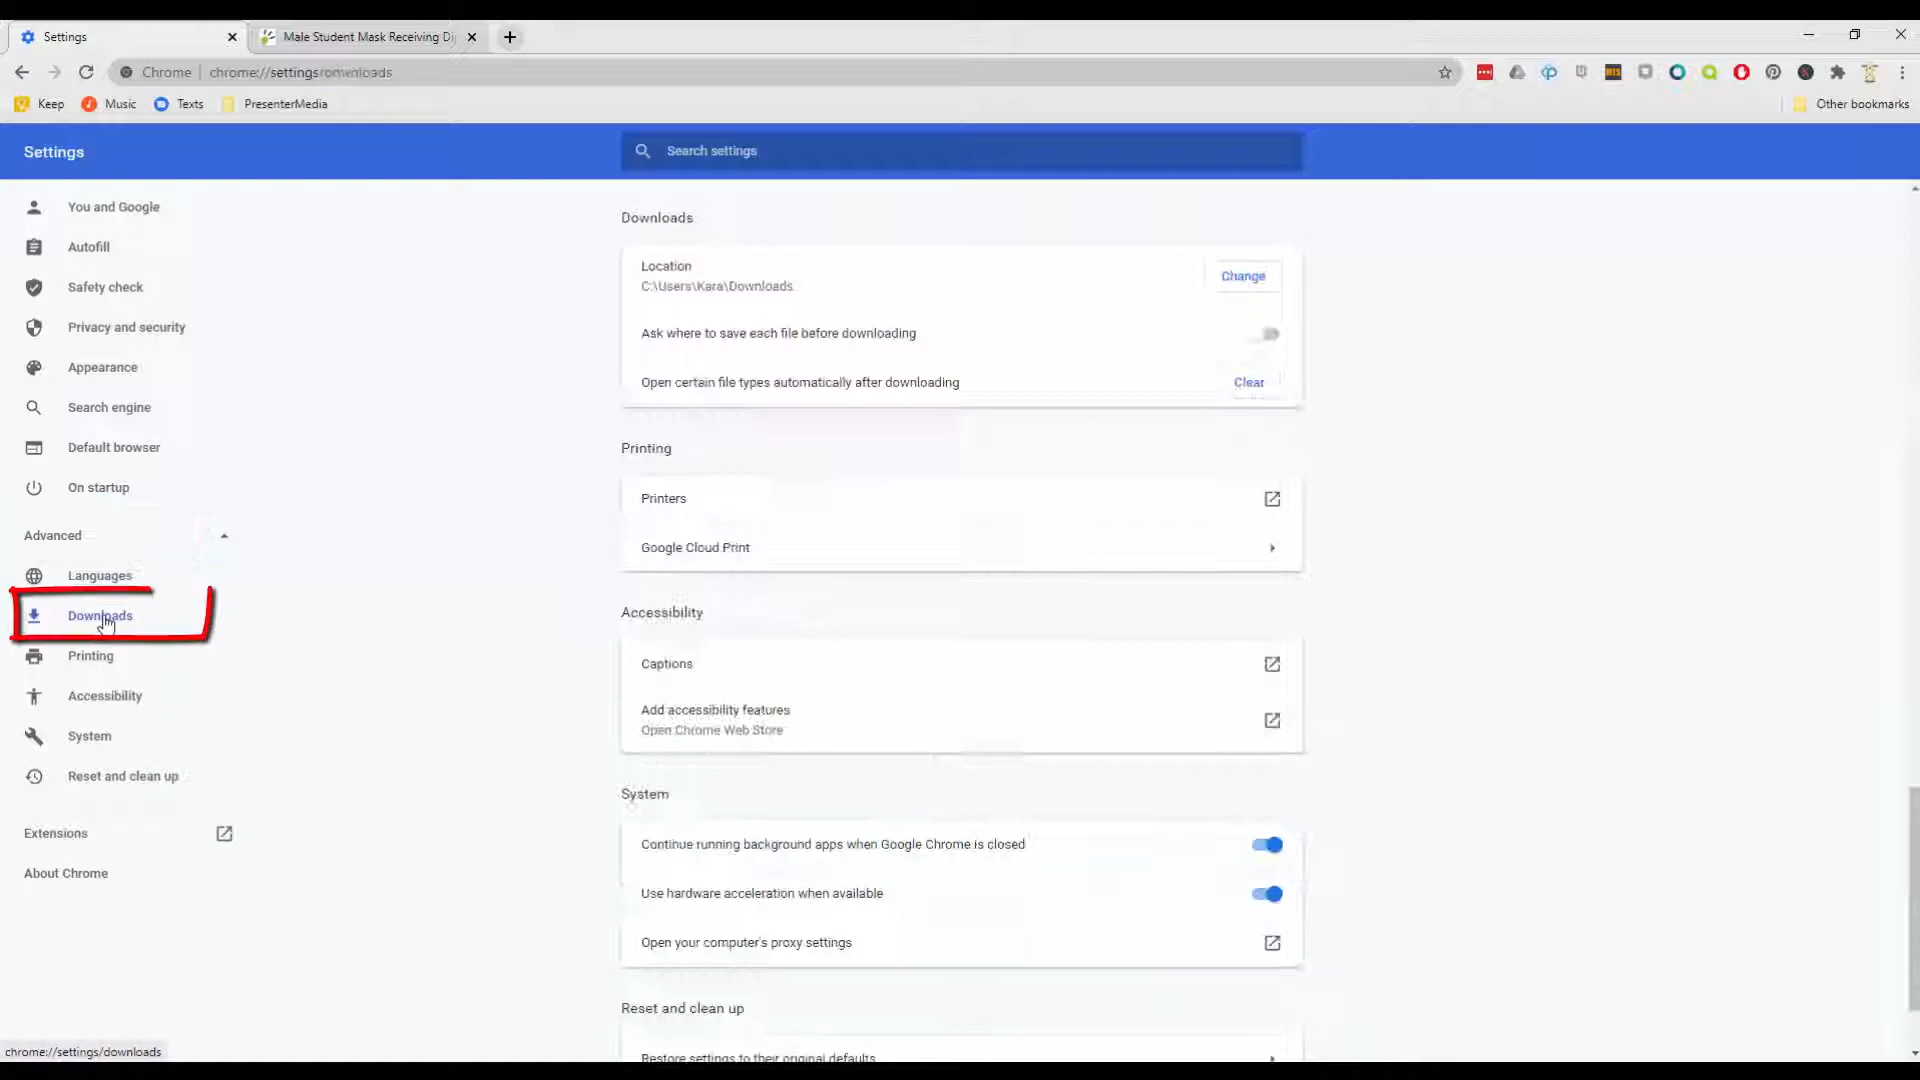 Settings
Male Student Mask Receiving Di
Chrome
chrome://settings
Keep
Music
Texts
PresenterMedia
Other bookmarks
Settings
Search settings
You and Google
Autofill
Safety check
Privacy and security
Appearance
Search engine
Default browser
On startup
Advanced
Languages
Downloads
Printing
Accessibility
System
Reset and clean up
Extensions
About Chrome
Downloads
Location
C:\Users\Kara\Downloads
Change
Ask where to save each file before downloading
Open certain file types automatically after downloading
Clear
Printing
Printers
Google Cloud Print
Accessibility
Captions
Add accessibility features
Open Chrome Web Store
System
Continue running background apps when Google Chrome is closed
Use hardware acceleration when available
Open your computer's proxy settings
Reset and clean up
Restore settings to their original defaults
chrome://settings/downloads